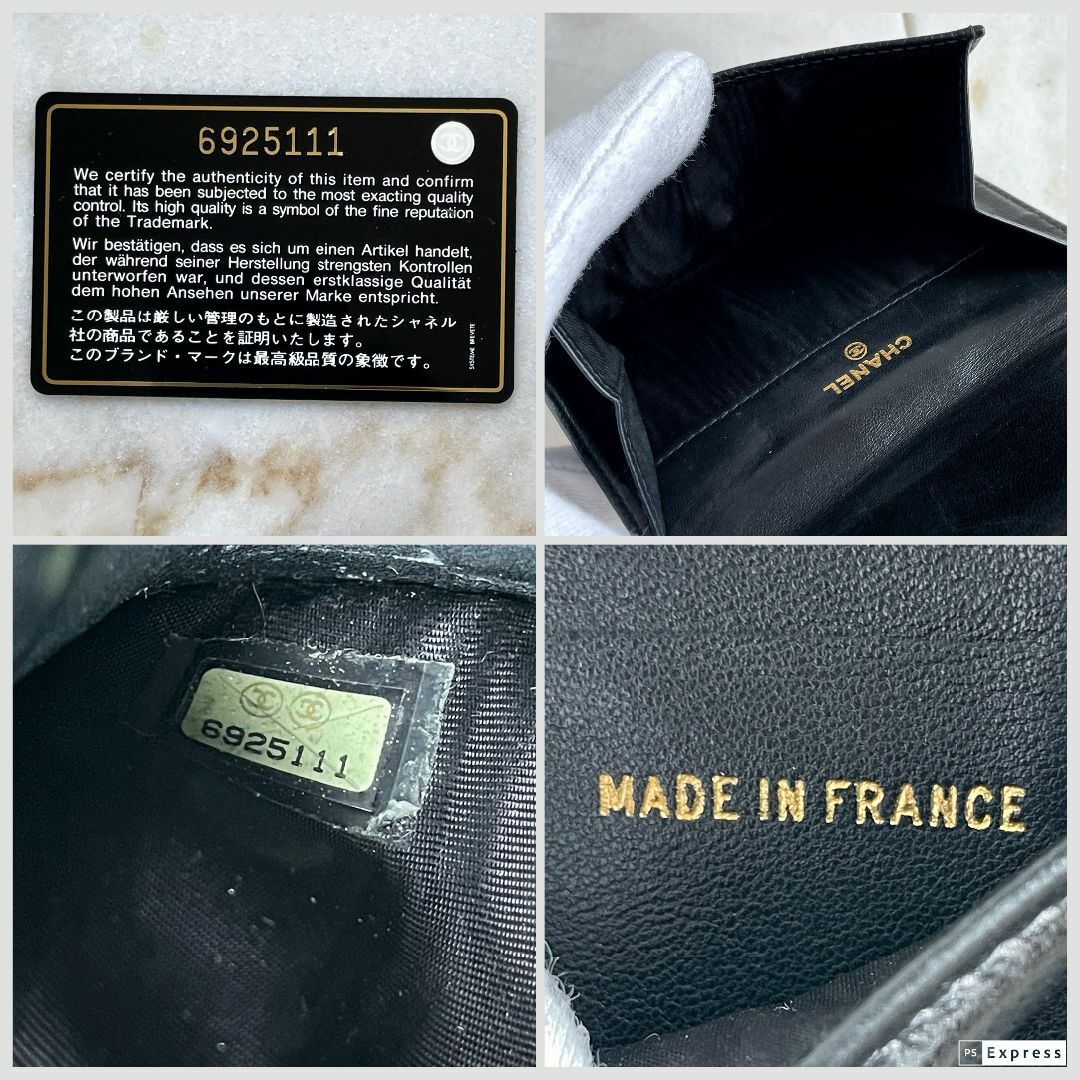 6925111
We certify the authenticity of this item and confirm
that it has been subjected to the most exacting quality
control. Its high quality is a symbol of the fine reputation
of the Trademark.
Wir bestätigen, dass es sich um einen Artikel handelt,
der während seiner Herstellung strengsten Kontrollen
unterworfen war, und dessen erstklassige Qualität
dem hohen Ansehen unserer Marke entspricht.
この製品は厳しい管理のもとに製造されたシャネル
社の商品であることを証明いたします。
このブランド・マークは最高級品質の象徴です。
SYSTEME BREVETE
CHANEL
6925111
MADE IN FRANCE
PS Express